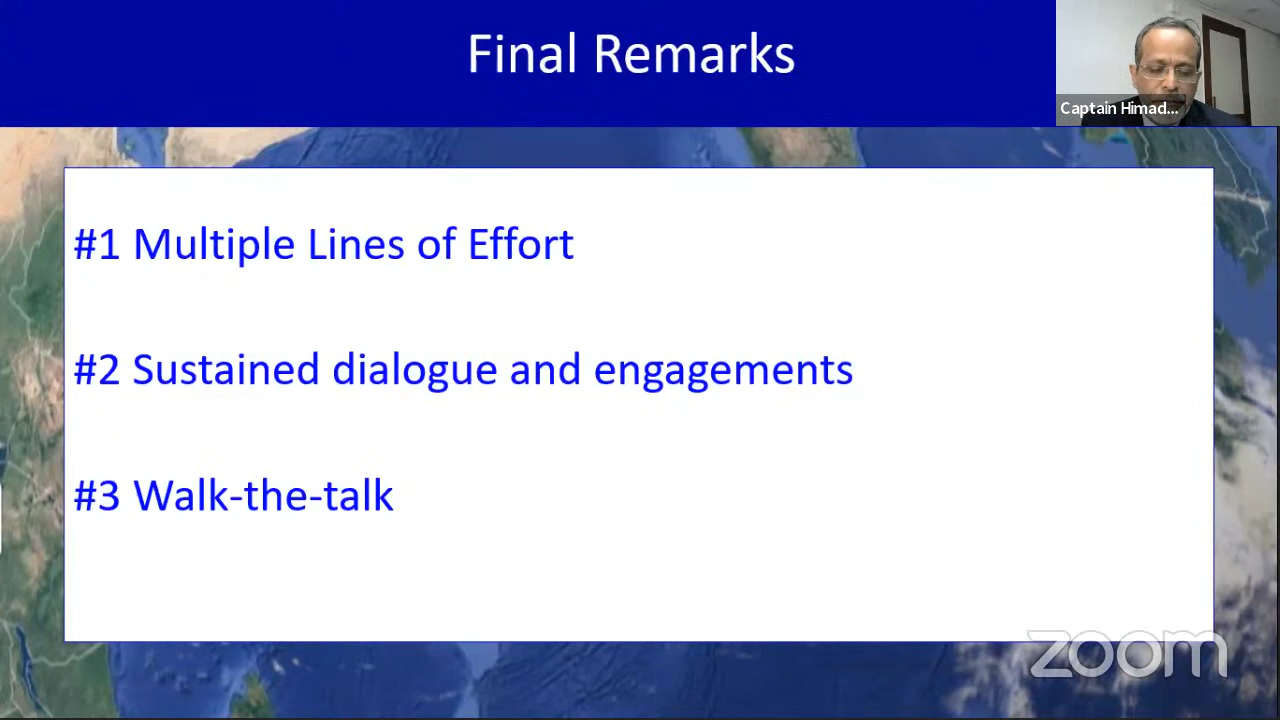 Final Remarks
Captain Himad...
#1 Multiple Lines of Effort
#2 Sustained dialogue and engagements
#3 Walk-the-talk
zoom